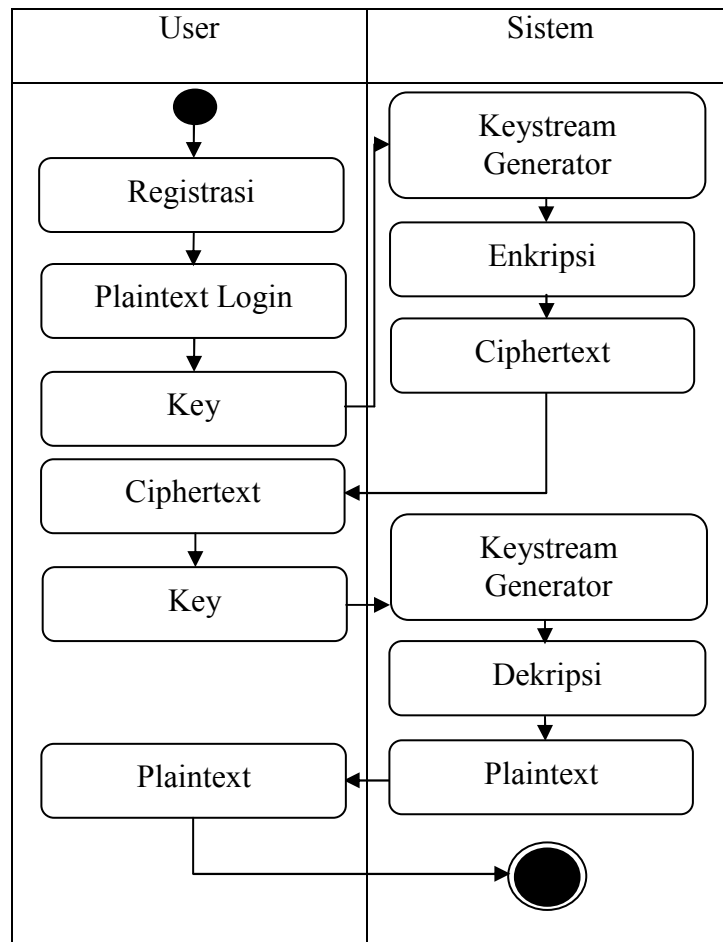 User
Sistem
Registrasi
Plaintext Login
Key
Keystream
Generator
Enkripsi
Ciphertext
Ciphertext
Key
Keystream
Generator
Dekripsi
Plaintext
Plaintext